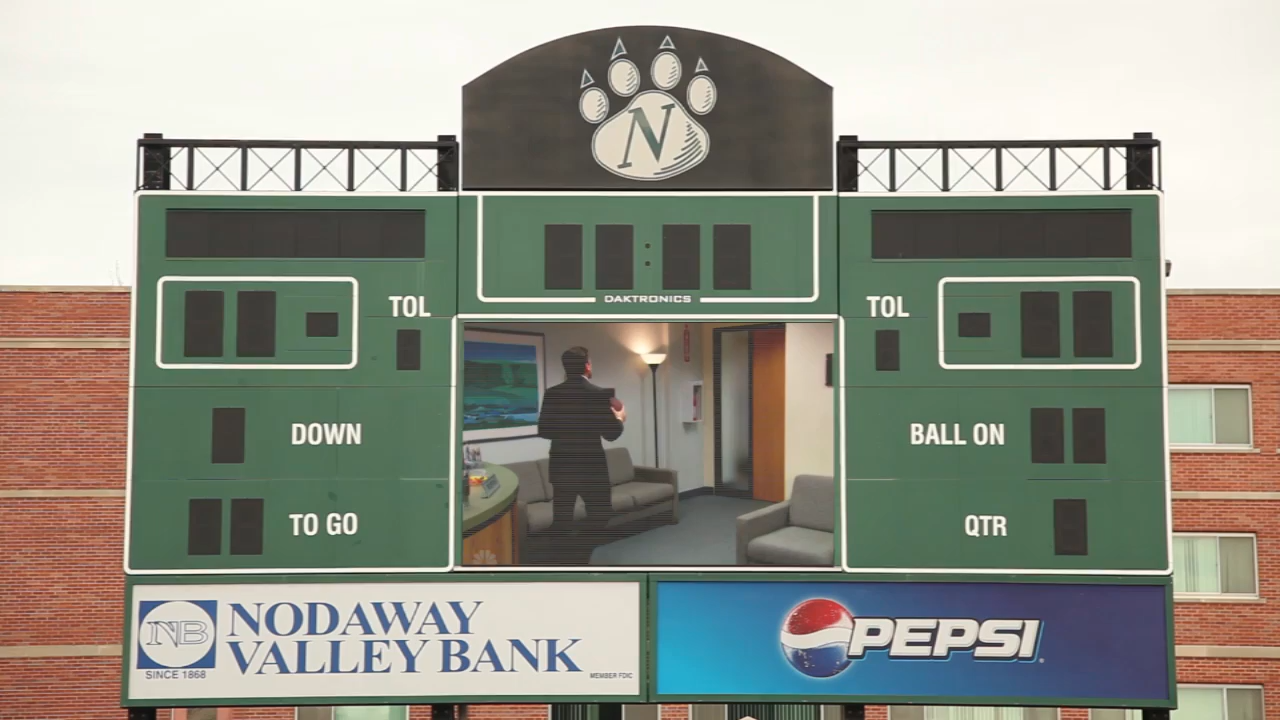 N
DAKTRONICS
TOL
TOL
DOWN
BALL ON
TO GO
QTR
NB
SINCE 1868
NODAWAY
VALLEY BANK
MEMBER FDIC
PEPSI